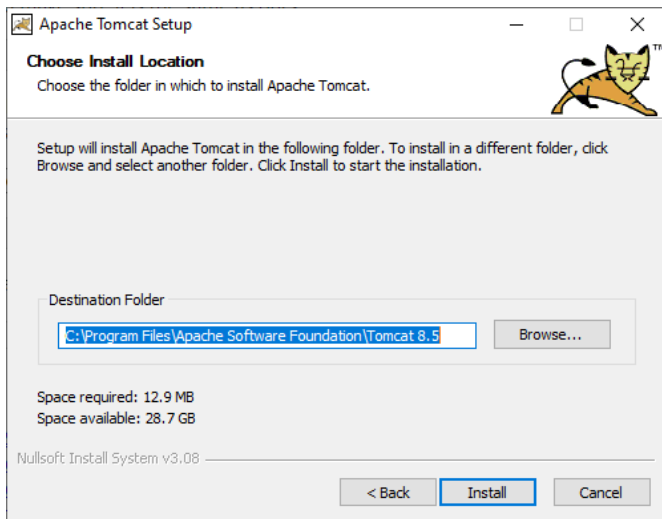 Apache Tomcat Setup
Choose Install Location
Choose the folder in which to install Apache Tomcat.
TM
Setup will install Apache Tomcat in the following folder. To install in a different folder, click
Browse and select another folder. Click Install to start the installation.
Destination Folder
C:\Program Files\Apache Software Foundation\Tomcat 8.5
Browse...
Space required: 12.9 MB
Space available: 28.7 GB
Nullsoft Install System v3.08
< Back
Install
Cancel